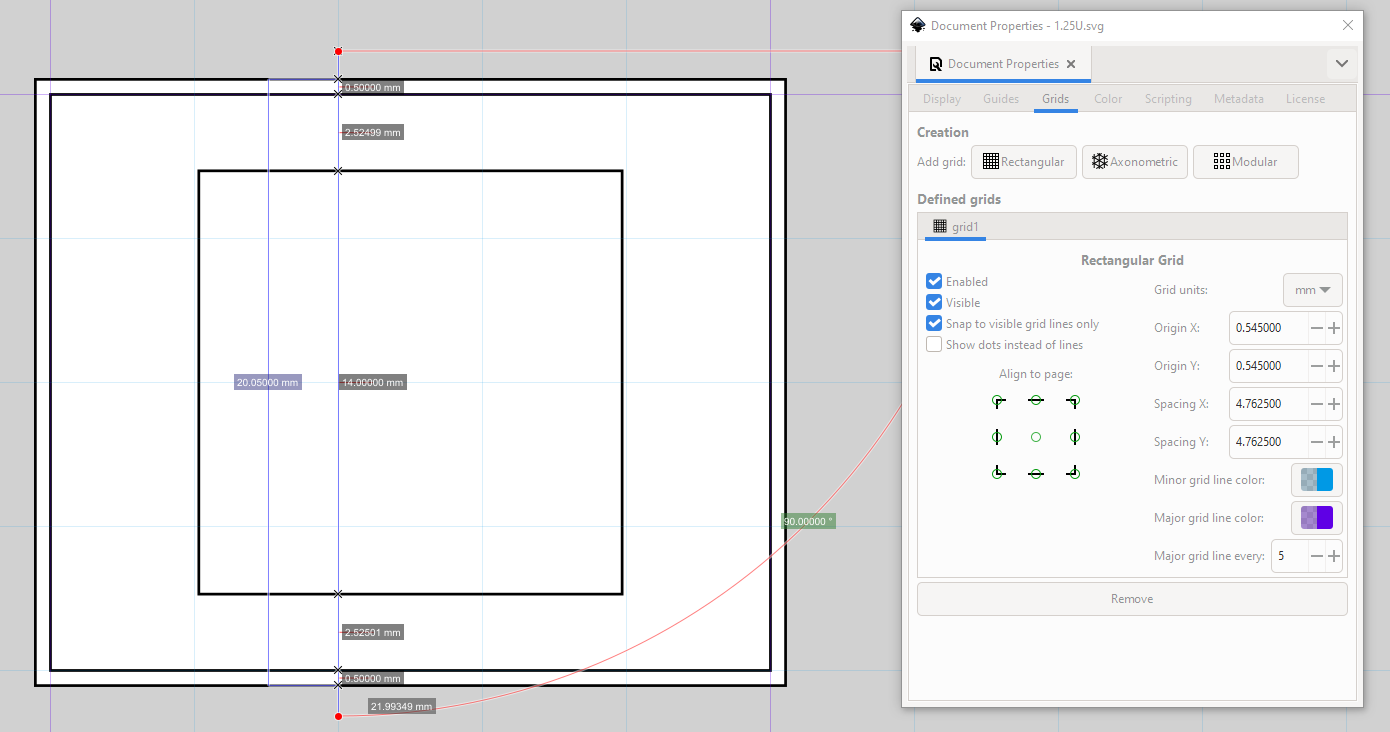 Document Properties - 1.25U.svg
Document Properties
Display Guides Grids Color Scripting Metadata License
Creation
Add grid: Rectangular Axonometric Modular
Defined grids
grid1
Rectangular Grid
Enabled
Visible
Snap to visible grid lines only
Show dots instead of lines
Align to page:
Grid units: mm
Origin X: 0.545000
Origin Y: 0.545000
Spacing X: 4.762500
Spacing Y: 4.762500
Minor grid line color:
Major grid line color:
Major grid line every: 5
Remove
0.50000 mm
2.52499 mm
20.05000 mm
14.00000 mm
90.00000 °
2.52501 mm
0.50000 mm
21.99349 mm